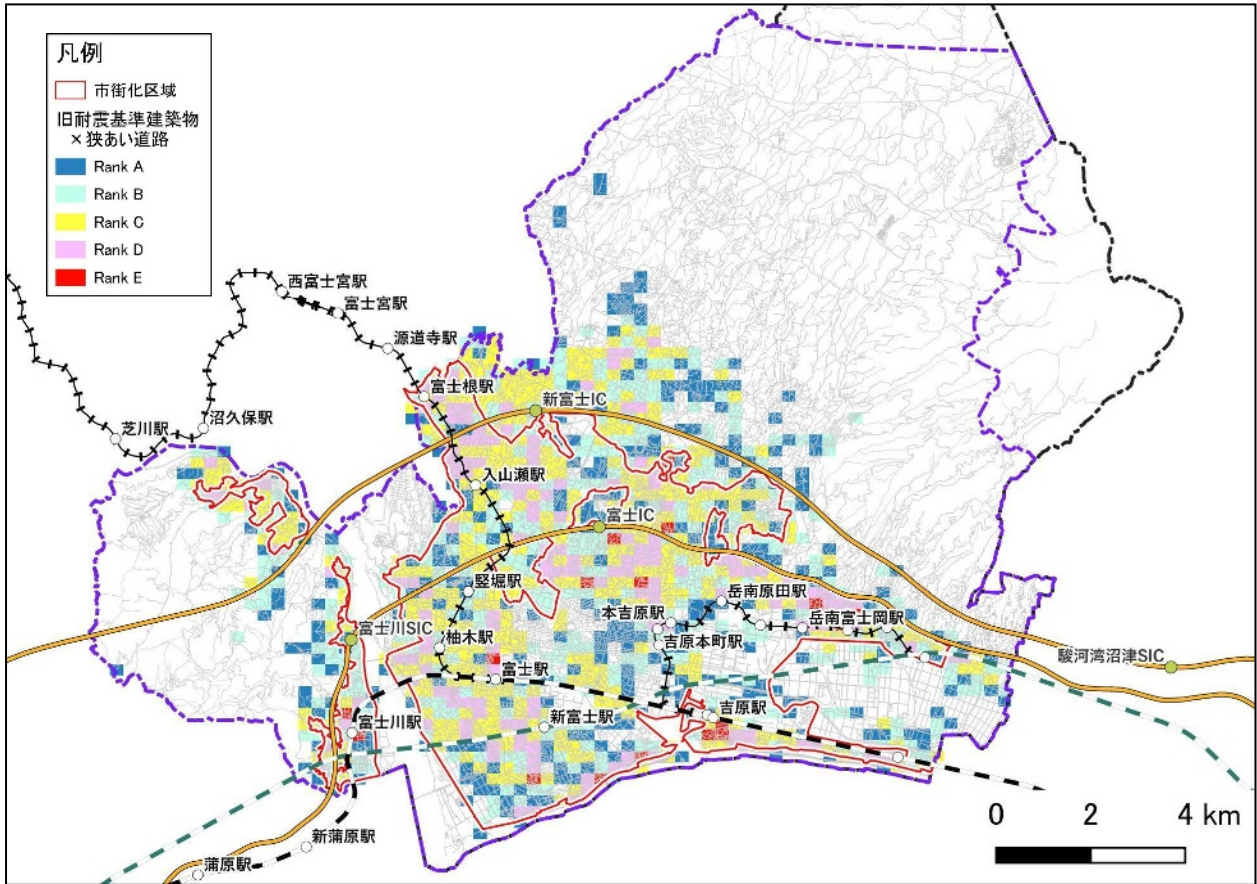 凡例
市街化区域
旧耐震基準建築物
×狭あい道路
Rank A
Rank B
Rank C
Rank D
Rank E
西富士宮駅
富士宮駅
源道寺駅
富士根駅
新富士IC
沼久保駅
芝川駅
入山瀬駅
富士IC
竪堀駅
岳南原田駅
本吉原駅
岳南富士岡駅
富士川SIC
柚木駅
吉原本町駅
駿河湾沼津SIC
富士駅
富士川駅
新富士駅
吉原駅
新蒲原駅
蒲原駅
0 2 4 km